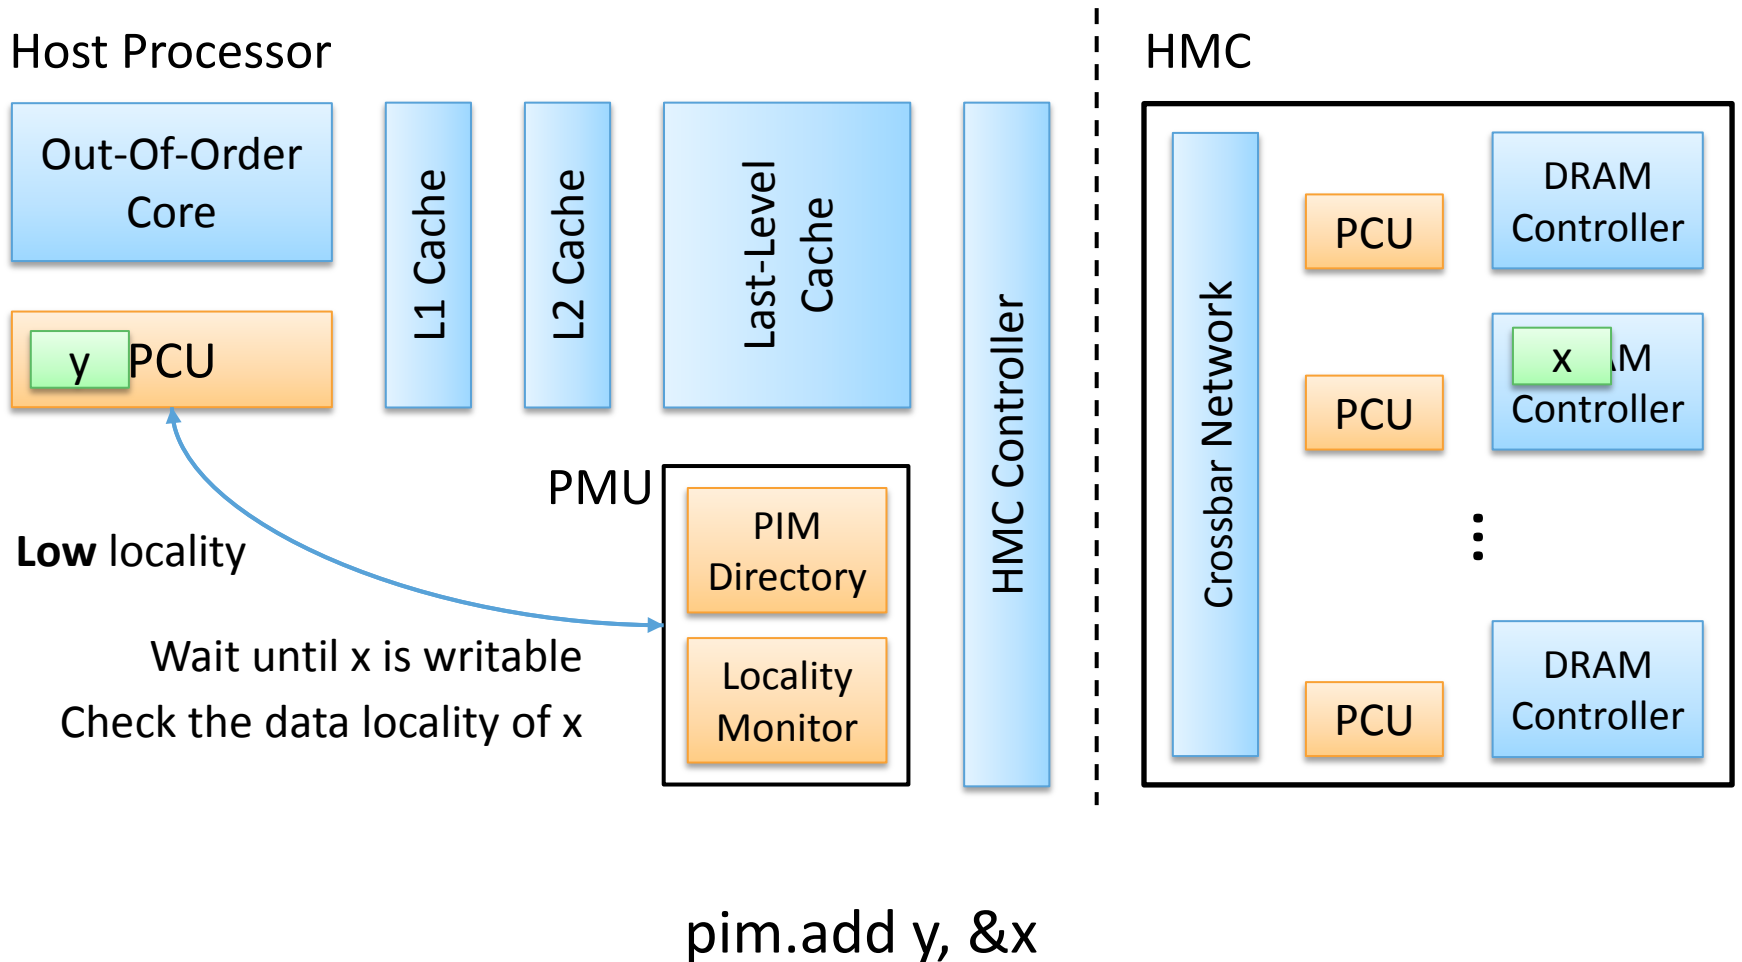 Host Processor
Out-Of-Order
Core
y PCU
L1 Cache
L2 Cache
Last-Level
Cache
HMC Controller
PMU
PIM
Directory
Locality
Monitor
Low locality
Wait until x is writable
Check the data locality of x
HMC
Crossbar Network
PCU
DRAM
Controller
PCU
x AM
Controller
...
PCU
DRAM
Controller
pim.add y, &x